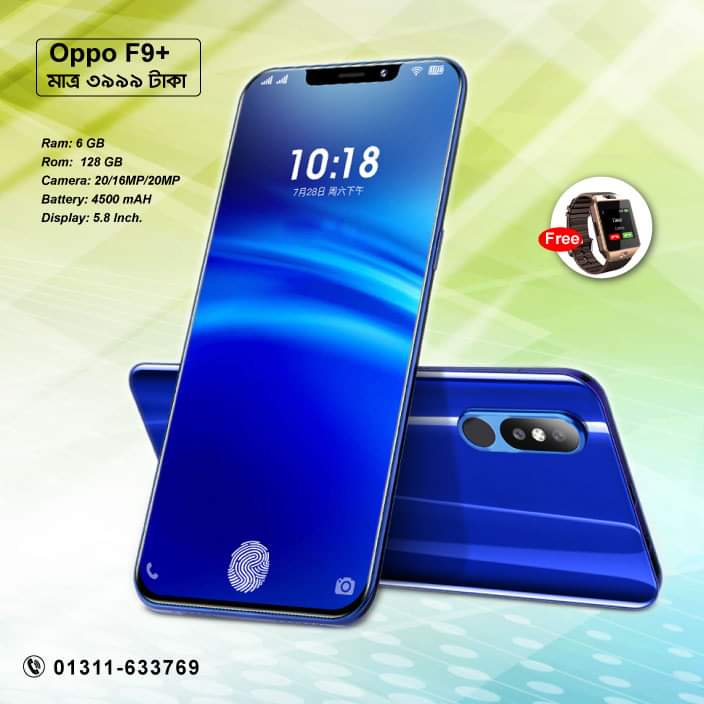 Oppo F9+
মাত্র ৩৯৯৯ টাকা
Ram: 6 GB
Rom: 128 GB
Camera: 20/16MP/20MP
Battery: 4500 mAH
Display: 5.8 Inch.
10:18
7月28日 周六下午
Free
01311-633769